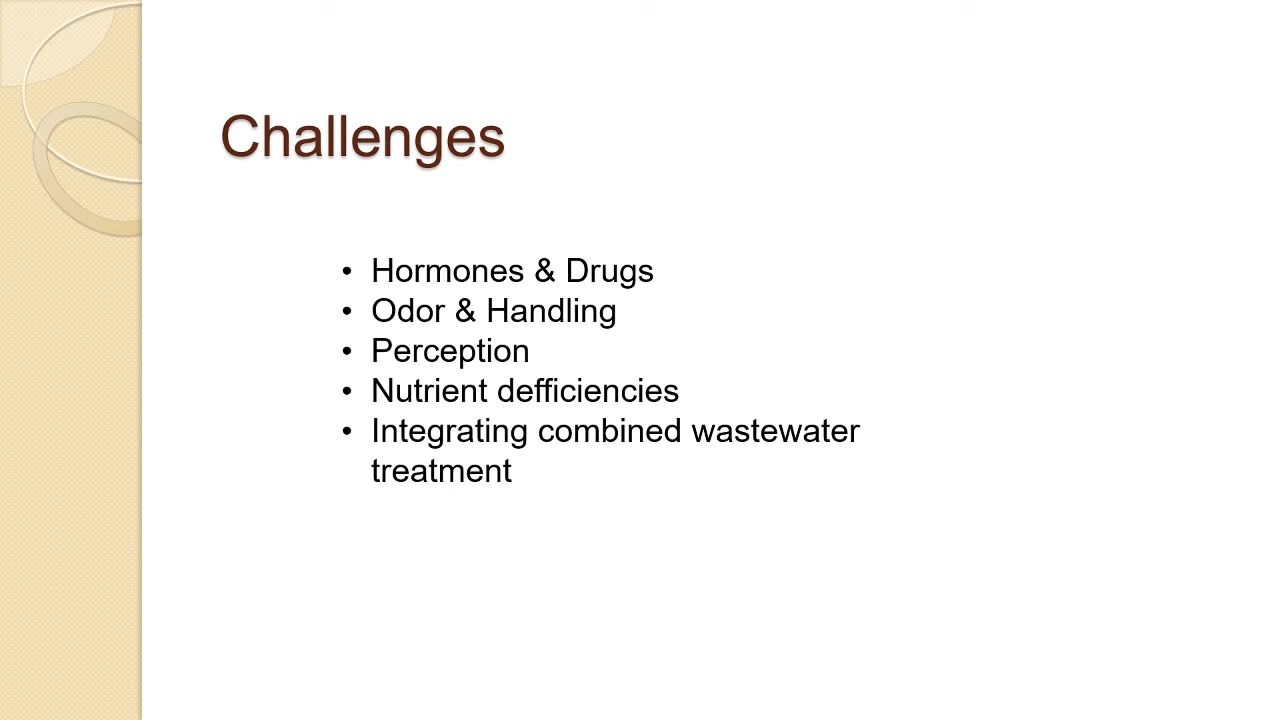 Challenges
• Hormones & Drugs
• Odor & Handling
• Perception
• Nutrient defficiencies
• Integrating combined wastewater
treatment